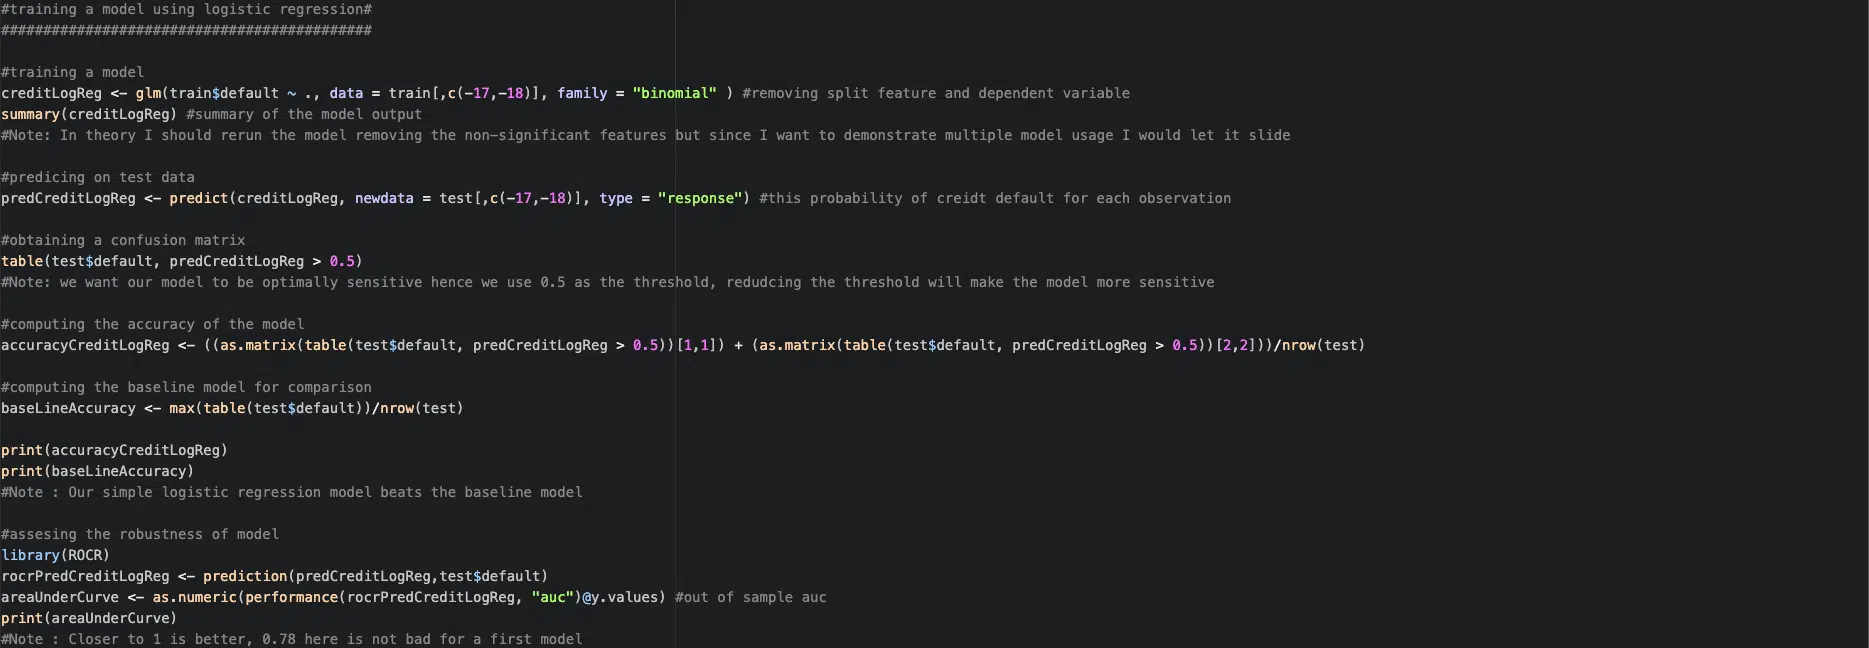 #training a model using logistic regression#
############################################
#training a model
creditLogReg <- glm(train$default ~ ., data = train[,c(-17,-18)], family = "binomial" ) #removing split feature and dependent variable
summary(creditLogReg) #summary of the model output
#Note: In theory I should rerun the model removing the non-significant features but since I want to demonstrate multiple model usage I would let it slide
#predicing on test data
predCreditLogReg <- predict(creditLogReg, newdata = test[,c(-17,-18)], type = "response") #this probability of creidt default for each observation
#obtaining a confusion matrix
table(test$default, predCreditLogReg > 0.5)
#Note: we want our model to be optimally sensitive hence we use 0.5 as the threshold, redudcing the threshold will make the model more sensitive
#computing the accuracy of the model
accuracyCreditLogReg <- ((as.matrix(table(test$default, predCreditLogReg > 0.5))[1,1]) + (as.matrix(table(test$default, predCreditLogReg > 0.5))[2,2]))/nrow(test)
#computing the baseline model for comparison
baseLineAccuracy <- max(table(test$default))/nrow(test)
print(accuracyCreditLogReg)
print(baseLineAccuracy)
#Note : Our simple logistic regression model beats the baseline model
#assesing the robustness of model
library(ROCR)
rocrPredCreditLogReg <- prediction(predCreditLogReg,test$default)
areaUnderCurve <- as.numeric(performance(rocrPredCreditLogReg, "auc")@y.values) #out of sample auc
print(areaUnderCurve)
#Note : Closer to 1 is better, 0.78 here is not bad for a first model